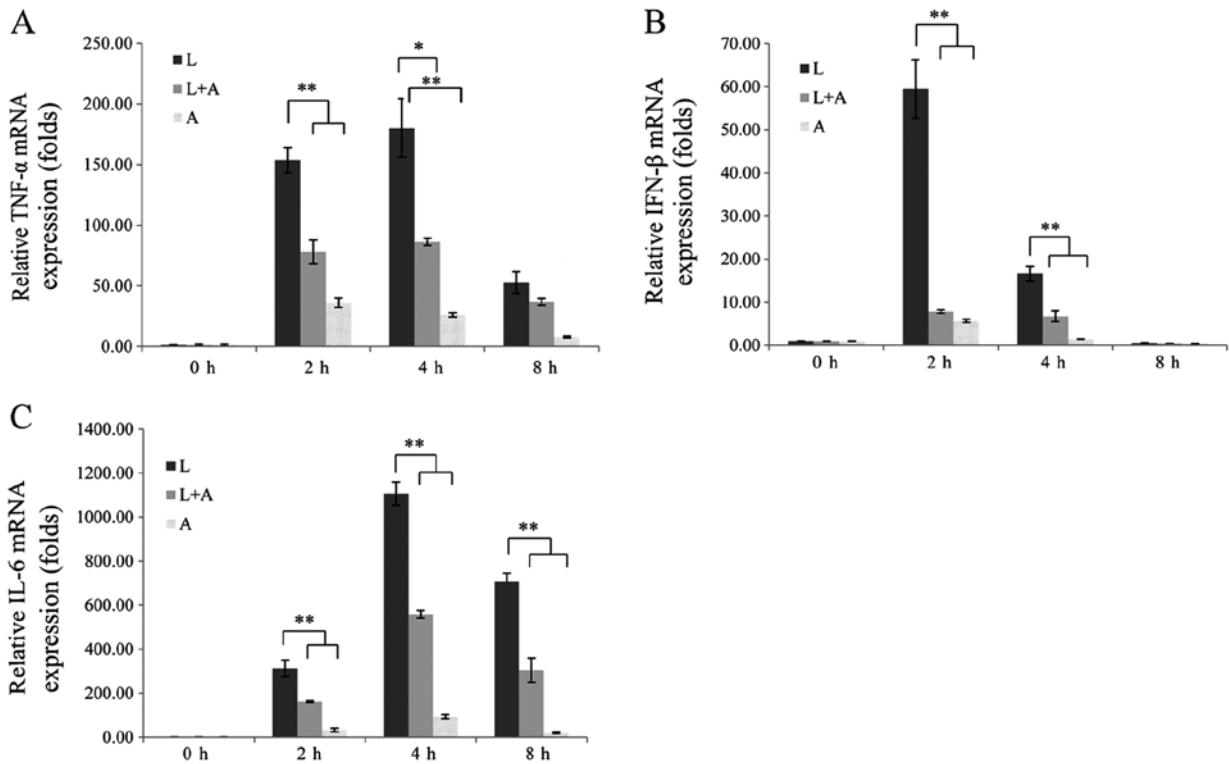 A
Relative TNF-α mRNA
expression (folds)
250.00
200.00
150.00
100.00
50.00
0.00
L
L+A
A
**
*
**
0 h
2 h
4 h
8 h
B
Relative IFN-β mRNA
expression (folds)
70.00
60.00
50.00
40.00
30.00
20.00
10.00
0.00
L
L+A
A
**
**
0 h
2 h
4 h
8 h
C
Relative IL-6 mRNA
expression (folds)
1400.00
1200.00
1000.00
800.00
600.00
400.00
200.00
0.00
L
L+A
A
**
**
**
0 h
2 h
4 h
8 h